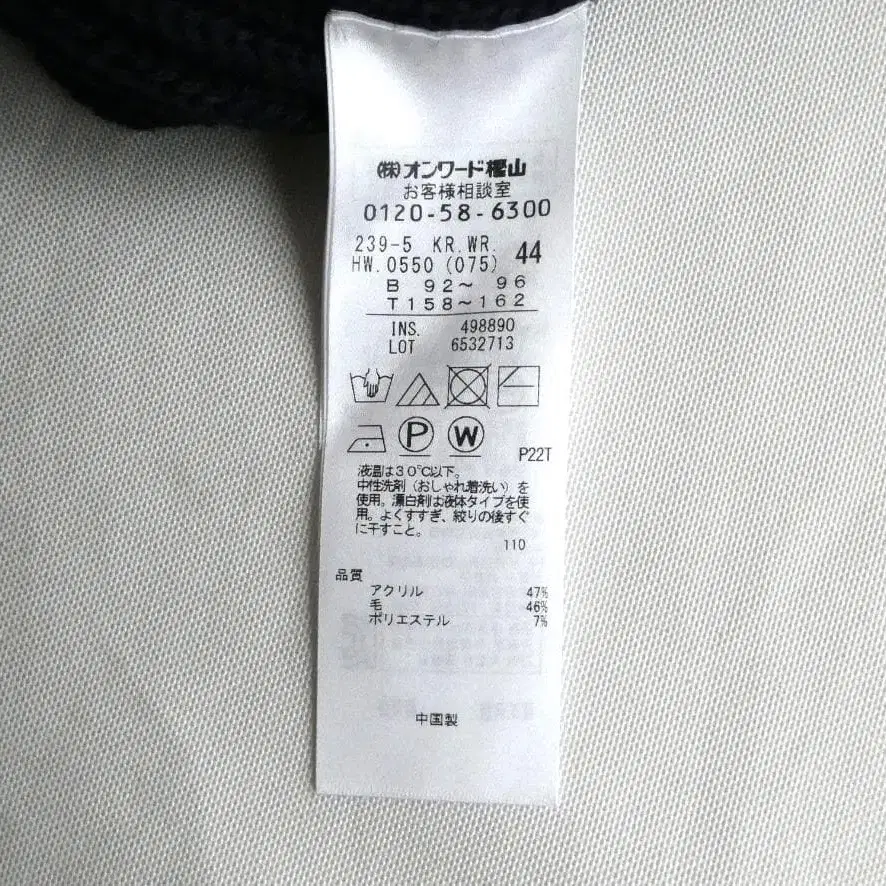 (株)オンワード樫山
お客様相談室
0120-58-6300
239-5 KR.WR. 44
HW.0550 (075)
B 92～ 96
T158～162
INS. 498890
LOT 6532713
P W
P22T
液温は30℃以下。
中性洗剤（おしゃれ着洗い）を
使用。漂白剤は液体タイプを使
用。よくすすぎ、絞りの後すぐ
に干すこと。
110
品質
アクリル 47%
毛 46%
ポリエステル 7%
中国製